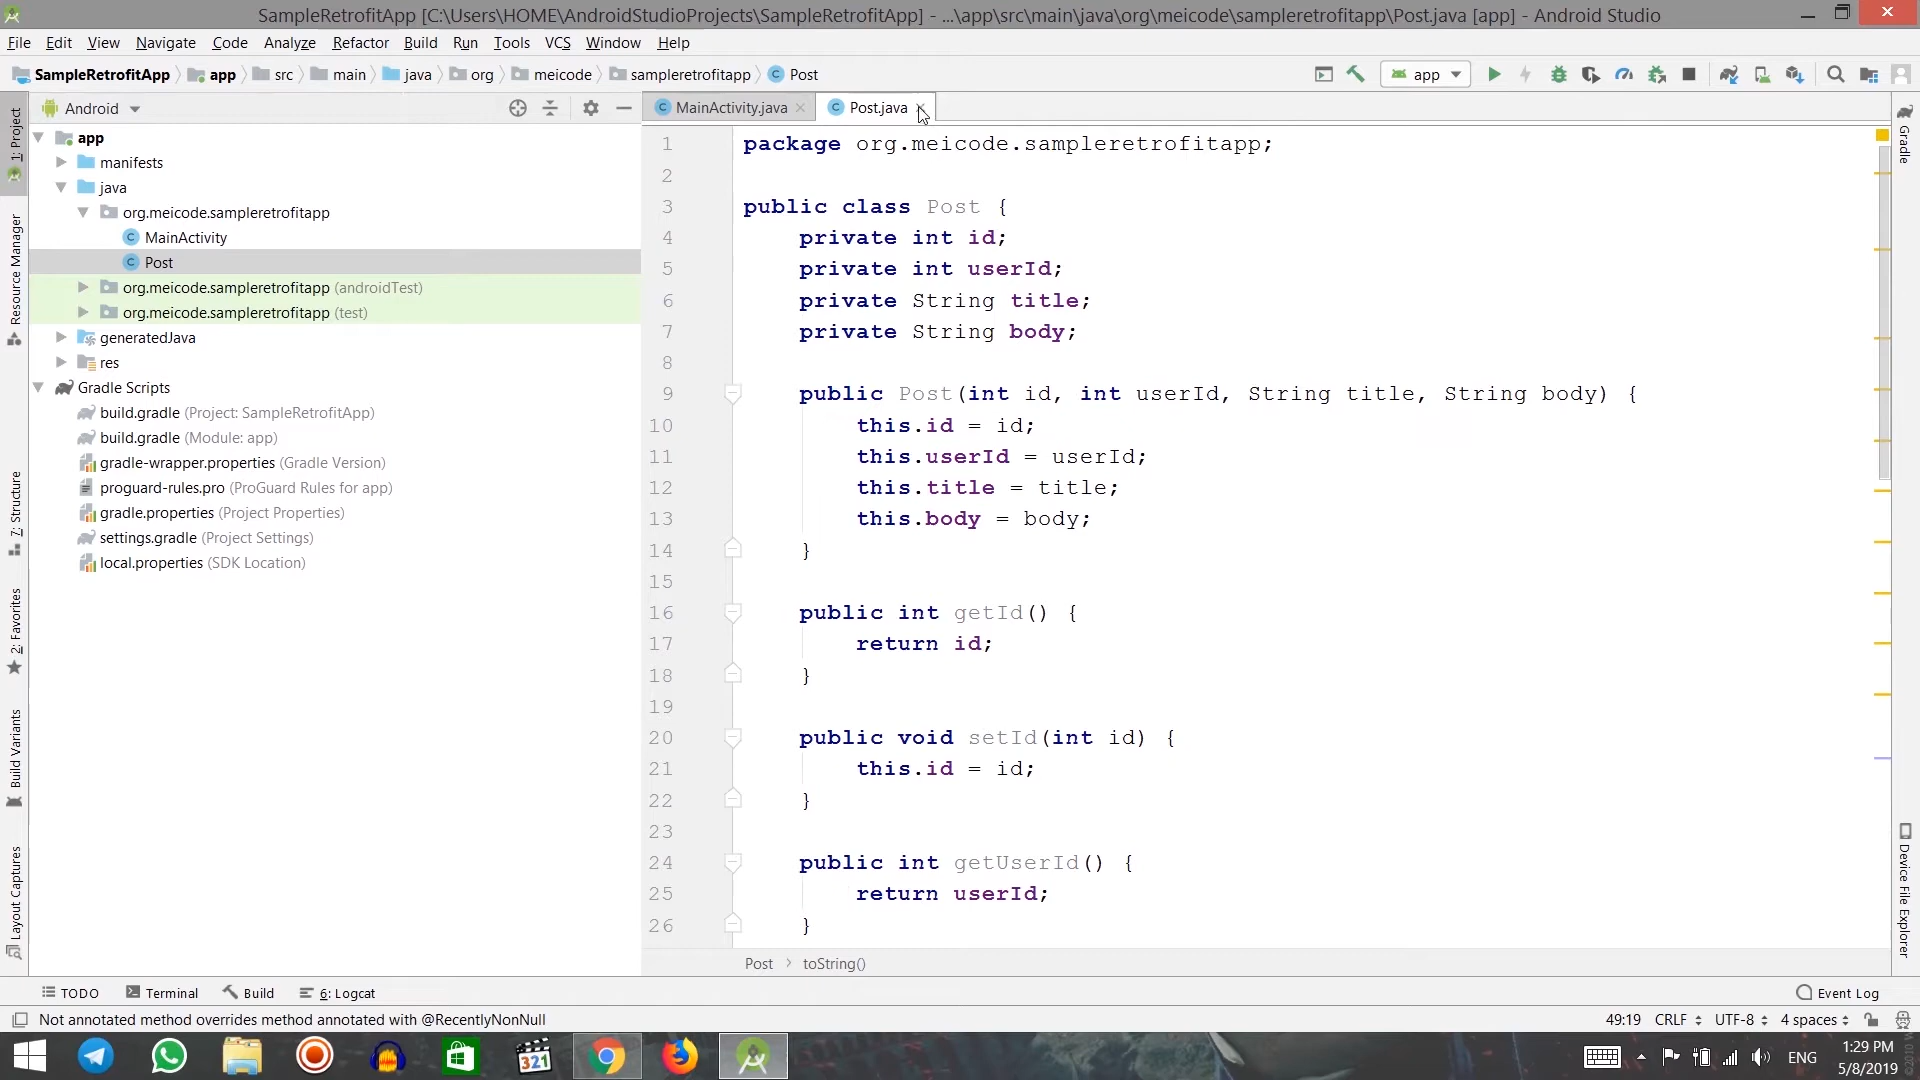 SampleRetrofitApp [C:\Users\HOME\AndroidStudioProjects\SampleRetrofitApp] - ...\app\src\main\java\org\meicode\sampleretrofitapp\Post.java [app] - Android Studio
File Edit View Navigate Code Analyze Refactor Build Run Tools VCS Window Help
SampleRetrofitApp app src main java org meicode sampleretrofitapp Post
app
Android
MainActivity.java
Post.java
1: Project
Resource Manager
7: Structure
2: Favorites
Build Variants
Layout Captures
app
manifests
java
org.meicode.sampleretrofitapp
MainActivity
Post
org.meicode.sampleretrofitapp (androidTest)
org.meicode.sampleretrofitapp (test)
generatedJava
res
Gradle Scripts
build.gradle (Project: SampleRetrofitApp)
build.gradle (Module: app)
gradle-wrapper.properties (Gradle Version)
proguard-rules.pro (ProGuard Rules for app)
gradle.properties (Project Properties)
settings.gradle (Project Settings)
local.properties (SDK Location)
1 package org.meicode.sampleretrofitapp;
2
3 public class Post {
4 private int id;
5 private int userId;
6 private String title;
7 private String body;
8
9 public Post(int id, int userId, String title, String body) {
10 this.id = id;
11 this.userId = userId;
12 this.title = title;
13 this.body = body;
14 }
15
16 public int getId() {
17 return id;
18 }
19
20 public void setId(int id) {
21 this.id = id;
22 }
23
24 public int getUserId() {
25 return userId;
26 }
Post > toString()
Gradle
Device File Explorer
TODO Terminal Build 6: Logcat Event Log
Not annotated method overrides method annotated with @RecentlyNonNull
49:19 CRLF UTF-8 4 spaces
321
ENG
1:29 PM
5/8/2019